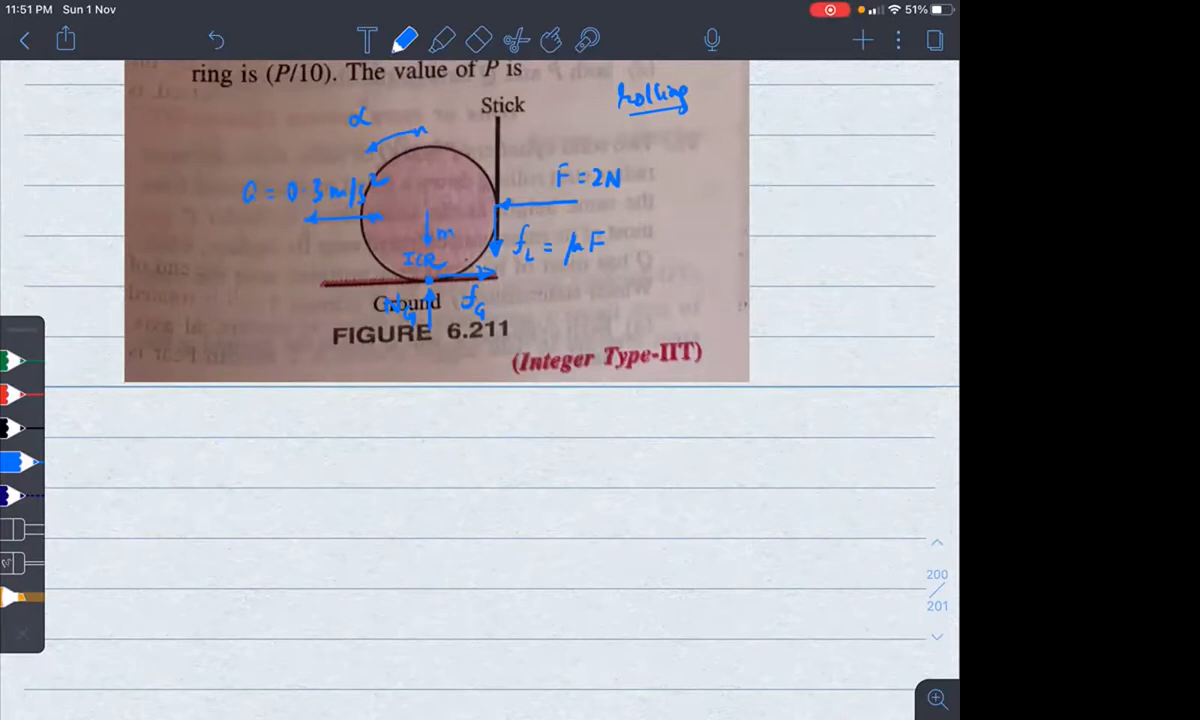 11:51 PM Sun 1 Nov
51%
ring is (P/10). The value of P is
Stick
rolling
α
a = 0.3 m/s²
F = 2N
m
f_L = μF
ICR
Ground
N_G
f_G
FIGURE 6.211
(Integer Type-IIT)
200
201